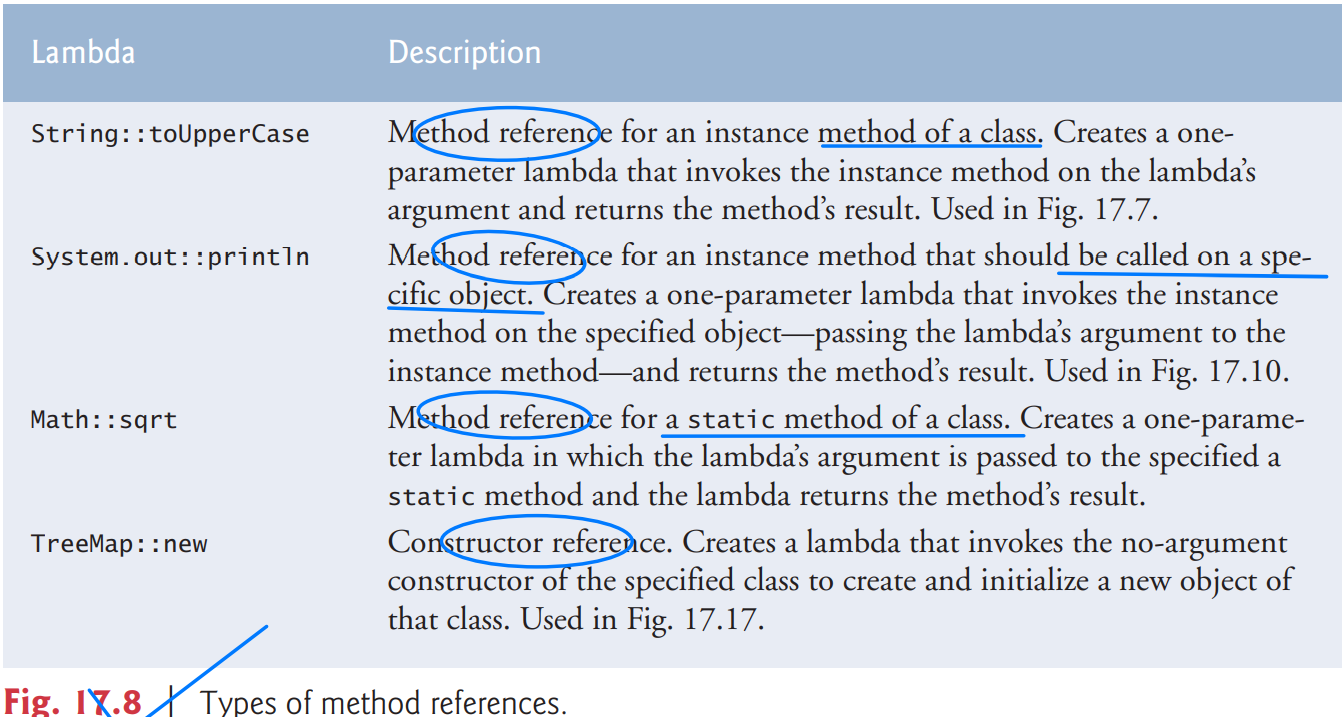 Lambda Description
String::toUpperCase Method reference for an instance method of a class. Creates a one-
parameter lambda that invokes the instance method on the lambda’s
argument and returns the method’s result. Used in Fig. 17.7.
System.out::println Method reference for an instance method that should be called on a spe-
cific object. Creates a one-parameter lambda that invokes the instance
method on the specified object—passing the lambda’s argument to the
instance method—and returns the method’s result. Used in Fig. 17.10.
Math::sqrt Method reference for a static method of a class. Creates a one-parame-
ter lambda in which the lambda’s argument is passed to the specified a
static method and the lambda returns the method’s result.
TreeMap::new Constructor reference. Creates a lambda that invokes the no-argument
constructor of the specified class to create and initialize a new object of
that class. Used in Fig. 17.17.
Fig. 17.8 | Types of method references.